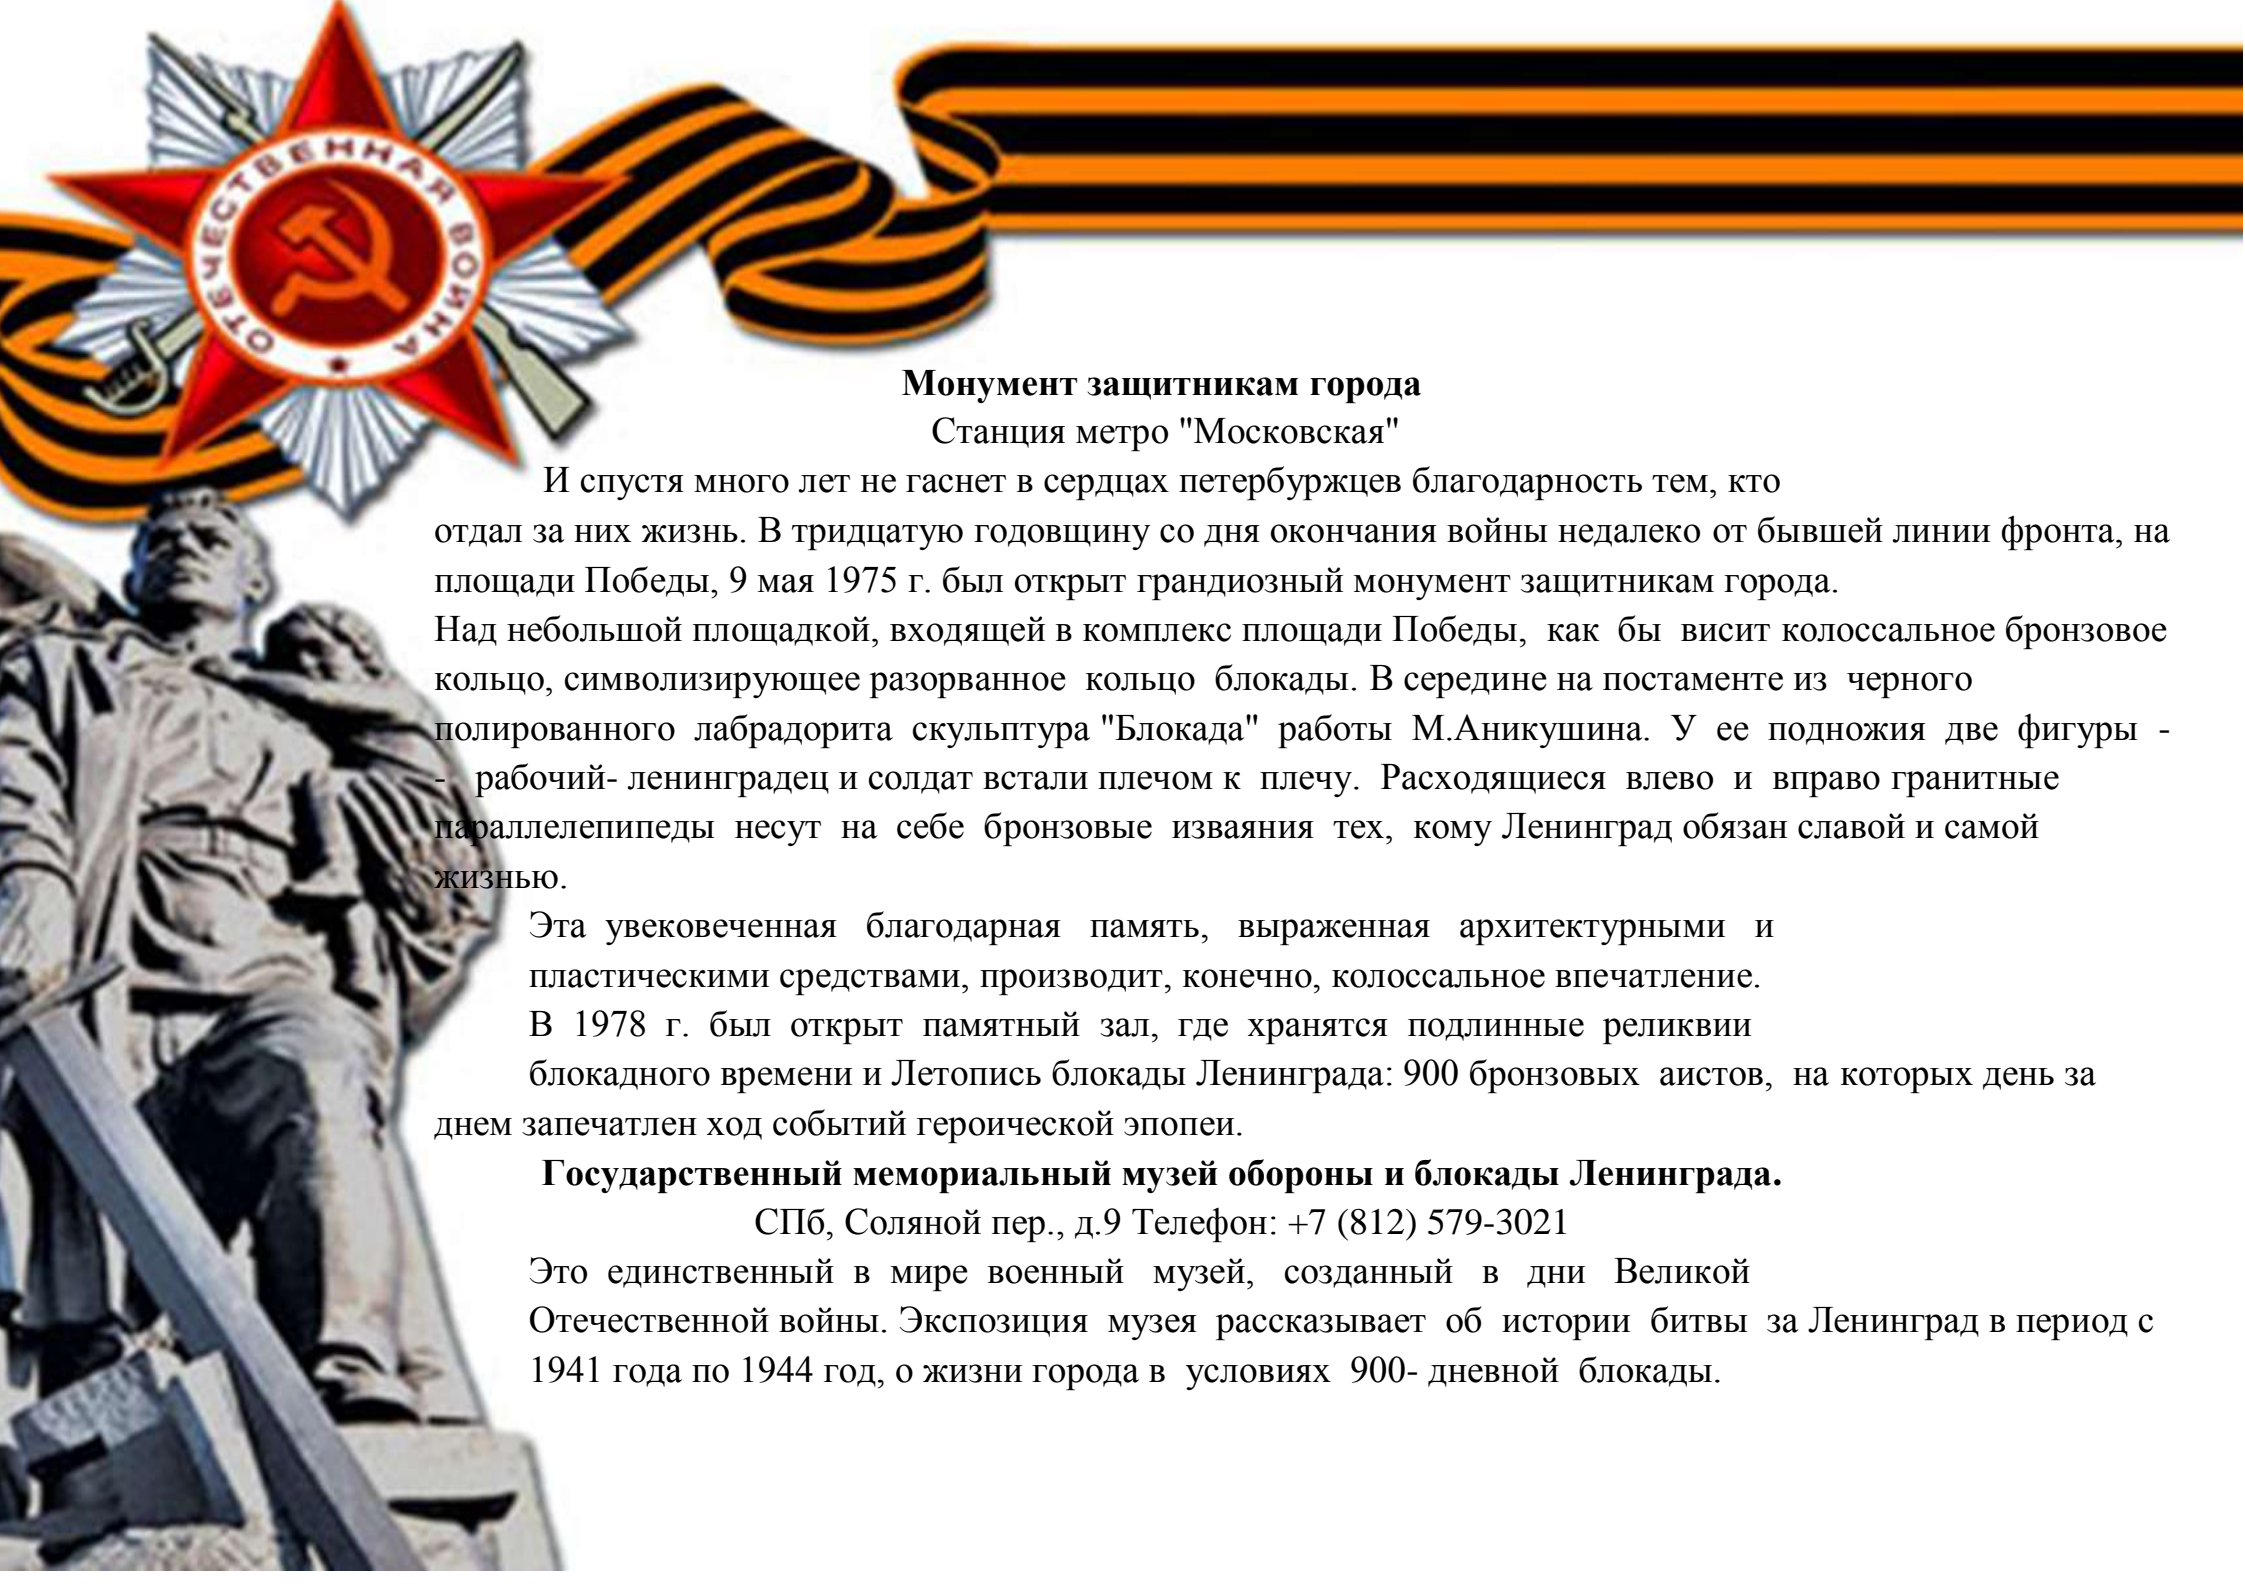 ОТЕЧЕСТВЕННАЯ ВОЙНА
Монумент защитникам города
Станция метро "Московская"
И спустя много лет не гаснет в сердцах петербуржцев благодарность тем, кто
отдал за них жизнь. В тридцатую годовщину со дня окончания войны недалеко от бывшей линии фронта, на
площади Победы, 9 мая 1975 г. был открыт грандиозный монумент защитникам города.
Над небольшой площадкой, входящей в комплекс площади Победы, как бы висит колоссальное бронзовое
кольцо, символизирующее разорванное кольцо блокады. В середине на постаменте из черного
полированного лабрадорита скульптура "Блокада" работы М.Аникушина. У ее подножия две фигуры -
- рабочий- ленинградец и солдат встали плечом к плечу. Расходящиеся влево и вправо гранитные
параллелепипеды несут на себе бронзовые изваяния тех, кому Ленинград обязан славой и самой
жизнью.
Эта увековеченная благодарная память, выраженная архитектурными и
пластическими средствами, производит, конечно, колоссальное впечатление.
В 1978 г. был открыт памятный зал, где хранятся подлинные реликвии
блокадного времени и Летопись блокады Ленинграда: 900 бронзовых аистов, на которых день за
днем запечатлен ход событий героической эпопеи.
Государственный мемориальный музей обороны и блокады Ленинграда.
СПб, Соляной пер., д.9 Телефон: +7 (812) 579-3021
Это единственный в мире военный музей, созданный в дни Великой
Отечественной войны. Экспозиция музея рассказывает об истории битвы за Ленинград в период с
1941 года по 1944 год, о жизни города в условиях 900- дневной блокады.